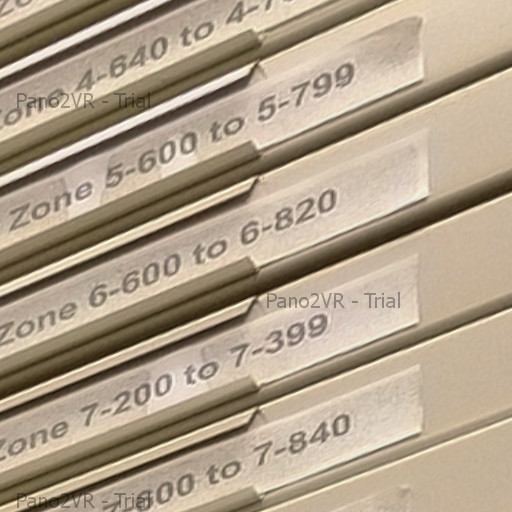 Zone 4-640 to
Pano2VR - Trial
Zone 5-600 to 5-799
Zone 6-600 to 6-820
Pano2VR - Trial
Zone 7-200 to 7-399
to 7-840
Pano2VR - Trial